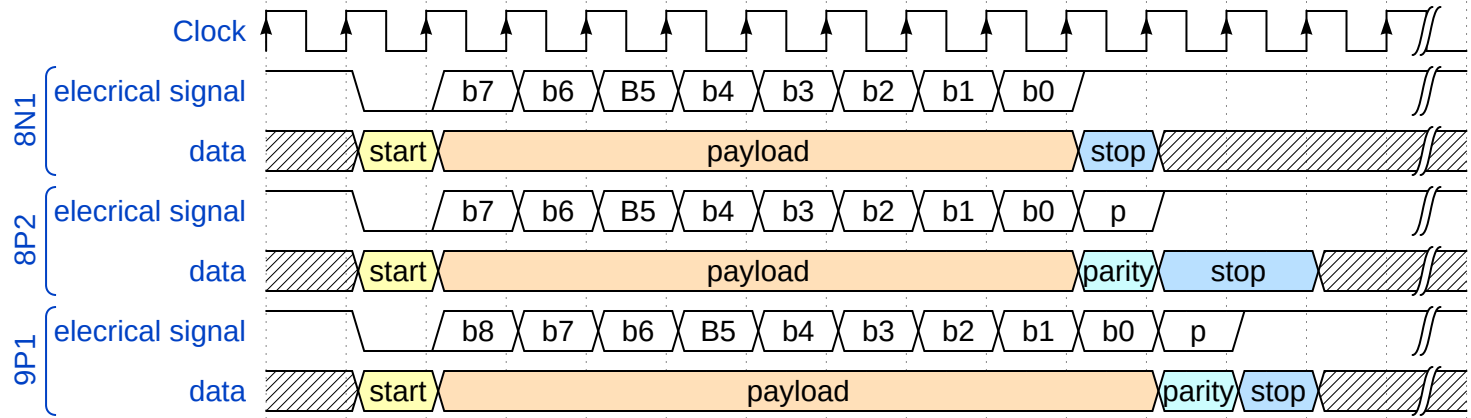 Clock
8N1
elecrical signal b7 b6 B5 b4 b3 b2 b1 b0
data start payload stop
8P2
elecrical signal b7 b6 B5 b4 b3 b2 b1 b0 p
data start payload parity stop
9P1
elecrical signal b8 b7 b6 B5 b4 b3 b2 b1 b0 p
data start payload parity stop